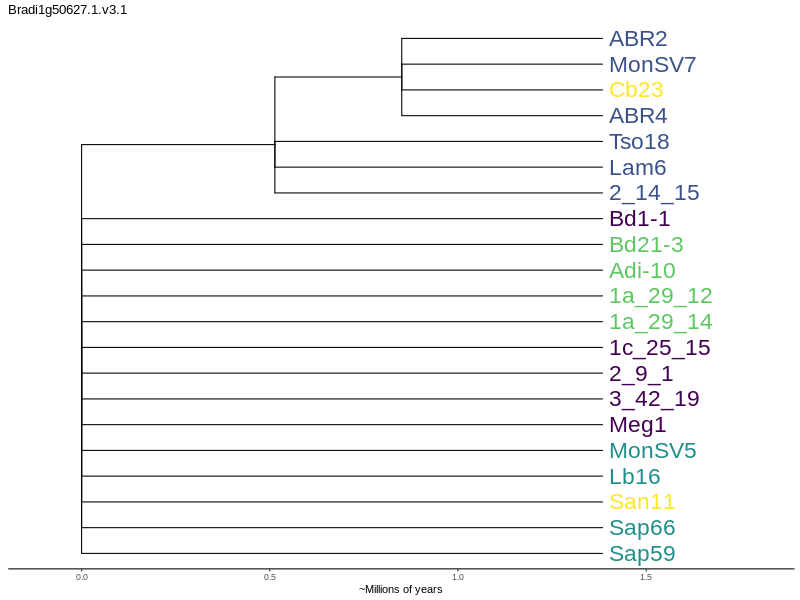 Bradi1g50627.1.v3.1
ABR2
MonSV7
Cb23
ABR4
Tso18
Lam6
2_14_15
Bd1-1
Bd21-3
Adi-10
1a_29_12
1a_29_14
1c_25_15
2_9_1
3_42_19
Meg1
MonSV5
Lb16
San11
Sap66
Sap59
0.0 0.5 1.0 1.5
~Millions of years